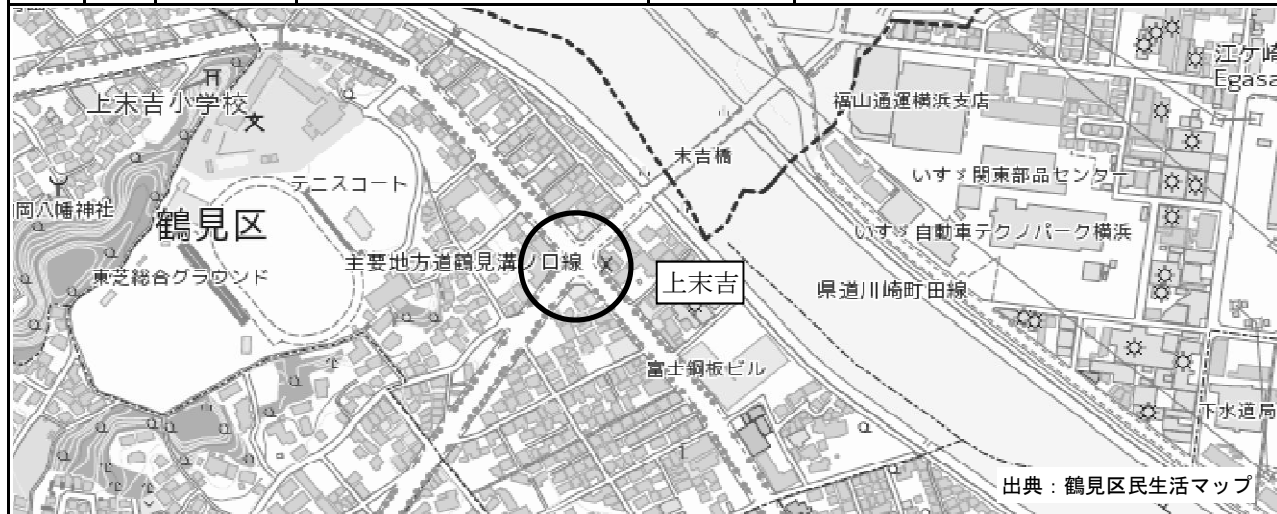 江ケ崎
上末吉小学校
福山通運横浜支店
末吉橋
いすゞ関東部品センター
テニスコート
岡八幡神社
鶴見区
いすゞ自動車テクノパーク横浜
主要地方道鶴見溝ノ口線
東芝総合グラウンド
上末吉
県道川崎町田線
富士鋼板ビル
下水道局
出典：鶴見区民生活マップ